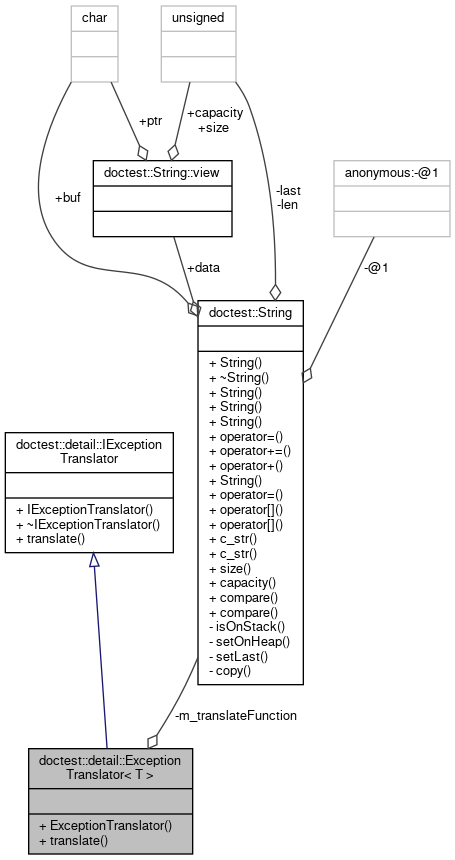 char
unsigned
+capacity
+size
+ptr
doctest::String::view
anonymous:-@1
+buf
-last
-len
+data
-@1
doctest::String
+ String()
+ ~String()
+ String()
+ String()
+ String()
+ operator=()
+ operator+=()
+ operator+()
+ String()
+ operator=()
+ operator[]()
+ operator[]()
+ c_str()
+ c_str()
+ size()
+ capacity()
+ compare()
+ compare()
- isOnStack()
- setOnHeap()
- setLast()
- copy()
doctest::detail::IException
Translator
+ IExceptionTranslator()
+ ~IExceptionTranslator()
+ translate()
-m_translateFunction
doctest::detail::Exception
Translator< T >
+ ExceptionTranslator()
+ translate()